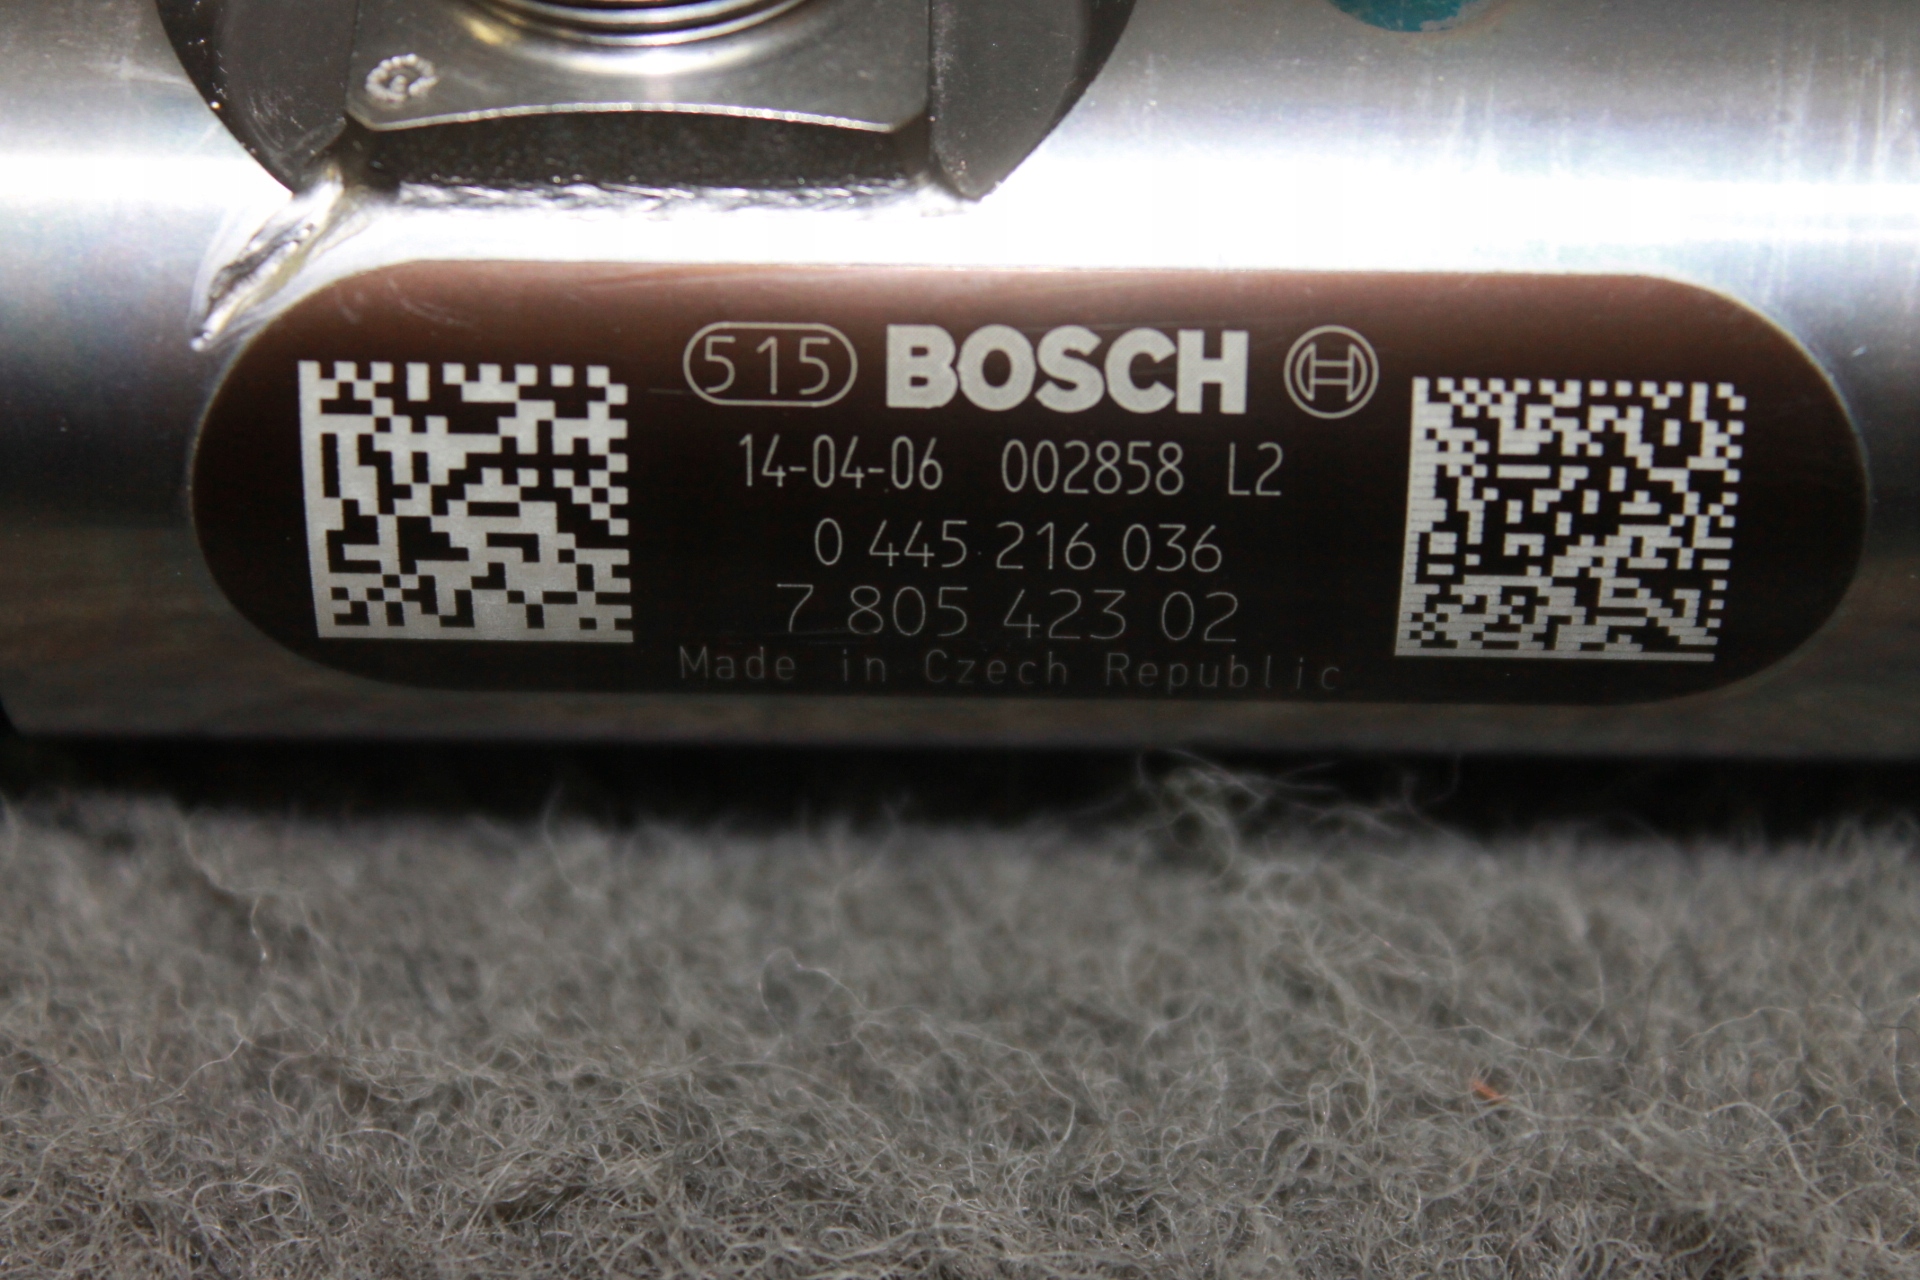 515 BOSCH
14-04-06 002858 L2
0 445 216 036
7 805 423 02
Made in Czech Republic